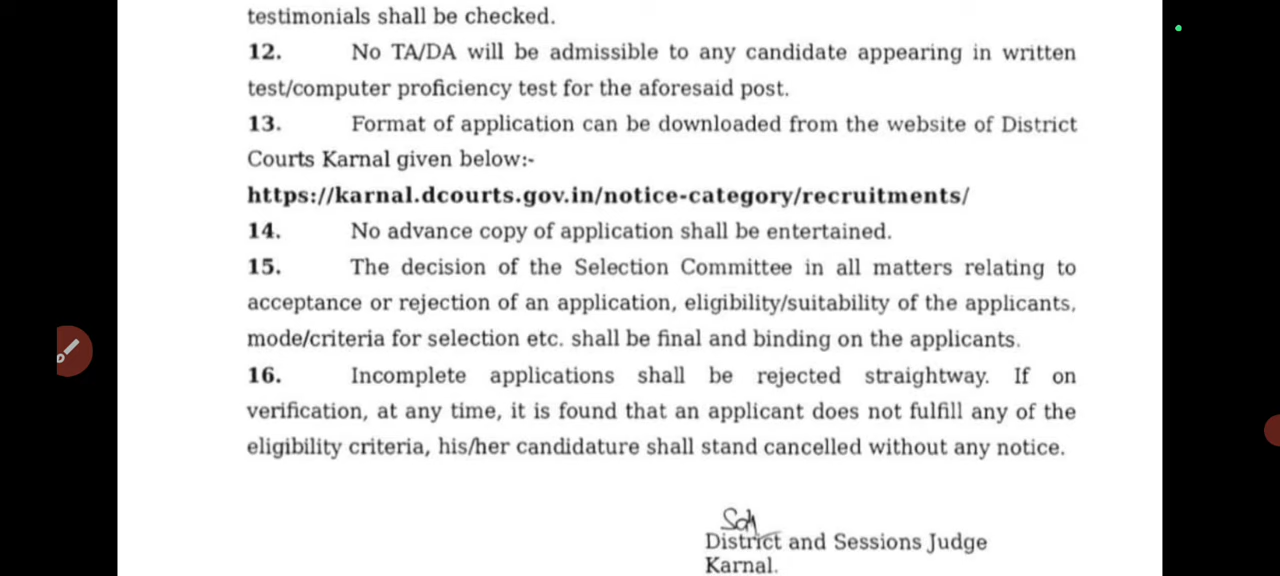 testimonials shall be checked.
12. No TA/DA will be admissible to any candidate appearing in written
test/computer proficiency test for the aforesaid post.
13. Format of application can be downloaded from the website of District
Courts Karnal given below:-
https://karnal.dcourts.gov.in/notice-category/recruitments/
14. No advance copy of application shall be entertained.
15. The decision of the Selection Committee in all matters relating to
acceptance or rejection of an application, eligibility/suitability of the applicants,
mode/criteria for selection etc. shall be final and binding on the applicants.
16. Incomplete applications shall be rejected straightway. If on
verification, at any time, it is found that an applicant does not fulfill any of the
eligibility criteria, his/her candidature shall stand cancelled without any notice.
Sd/
District and Sessions Judge
Karnal.